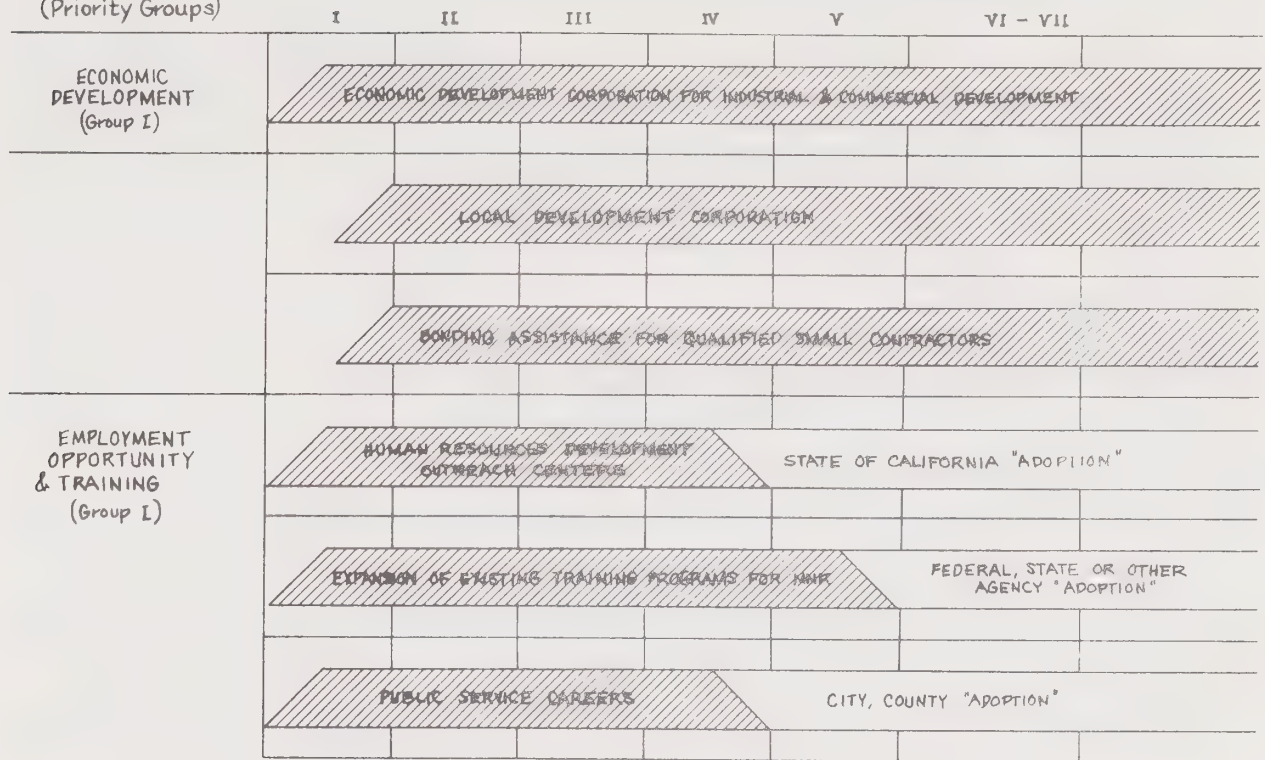 (Priority Groups)
I II III IV V VI - VII
ECONOMIC
DEVELOPMENT
(Group I)
ECONOMIC DEVELOPMENT CORPORATION FOR INDUSTRIAL & COMMERCIAL DEVELOPMENT
LOCAL DEVELOPMENT CORPORATION
BONDING ASSISTANCE FOR QUALIFIED SMALL CONTRACTORS
EMPLOYMENT
OPPORTUNITY
& TRAINING
(Group I)
HUMAN RESOURCES DEVELOPMENT
OUTREACH CENTERS
STATE OF CALIFORNIA "ADOPTION"
EXPANSION OF EXISTING TRAINING PROGRAMS FOR MNR
FEDERAL, STATE OR OTHER
AGENCY "ADOPTION"
PUBLIC SERVICE CAREERS
CITY, COUNTY "ADOPTION"